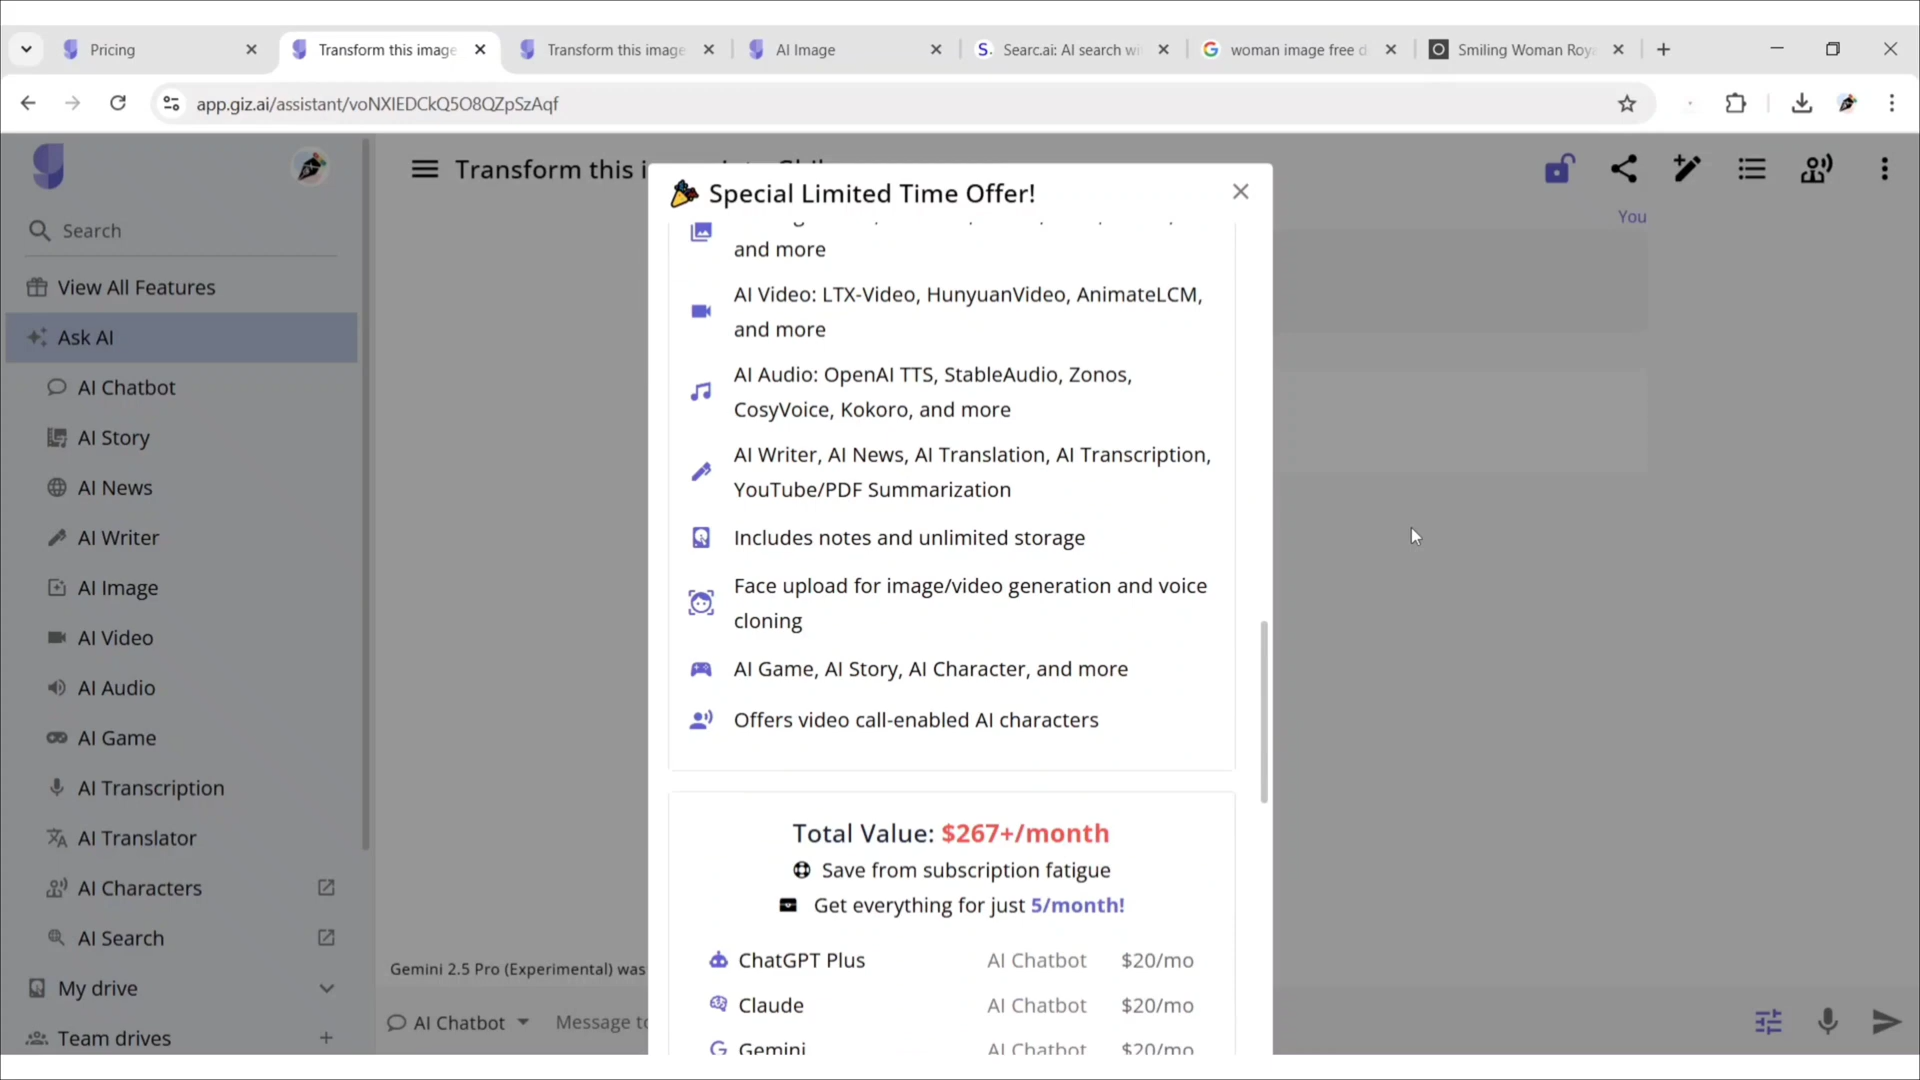 Pricing
Transform this image
Transform this image
AI Image
Searc.ai: AI search wi
woman image free d
Smiling Woman Roya
app.giz.ai/assistant/voNXIEDCkQ5O8QZpSzAqf
Transform this i
You
Search
View All Features
Ask AI
AI Chatbot
AI Story
AI News
AI Writer
AI Image
AI Video
AI Audio
AI Game
AI Transcription
AI Translator
AI Characters
AI Search
My drive
Team drives
Special Limited Time Offer!
and more
AI Video: LTX-Video, HunyuanVideo, AnimateLCM,
and more
AI Audio: OpenAI TTS, StableAudio, Zonos,
CosyVoice, Kokoro, and more
AI Writer, AI News, AI Translation, AI Transcription,
YouTube/PDF Summarization
Includes notes and unlimited storage
Face upload for image/video generation and voice
cloning
AI Game, AI Story, AI Character, and more
Offers video call-enabled AI characters
Total Value: $267+/month
Save from subscription fatigue
Get everything for just 5/month!
ChatGPT Plus AI Chatbot $20/mo
Claude AI Chatbot $20/mo
Gemini AI Chatbot $20/mo
Gemini 2.5 Pro (Experimental) was
AI Chatbot
Message to